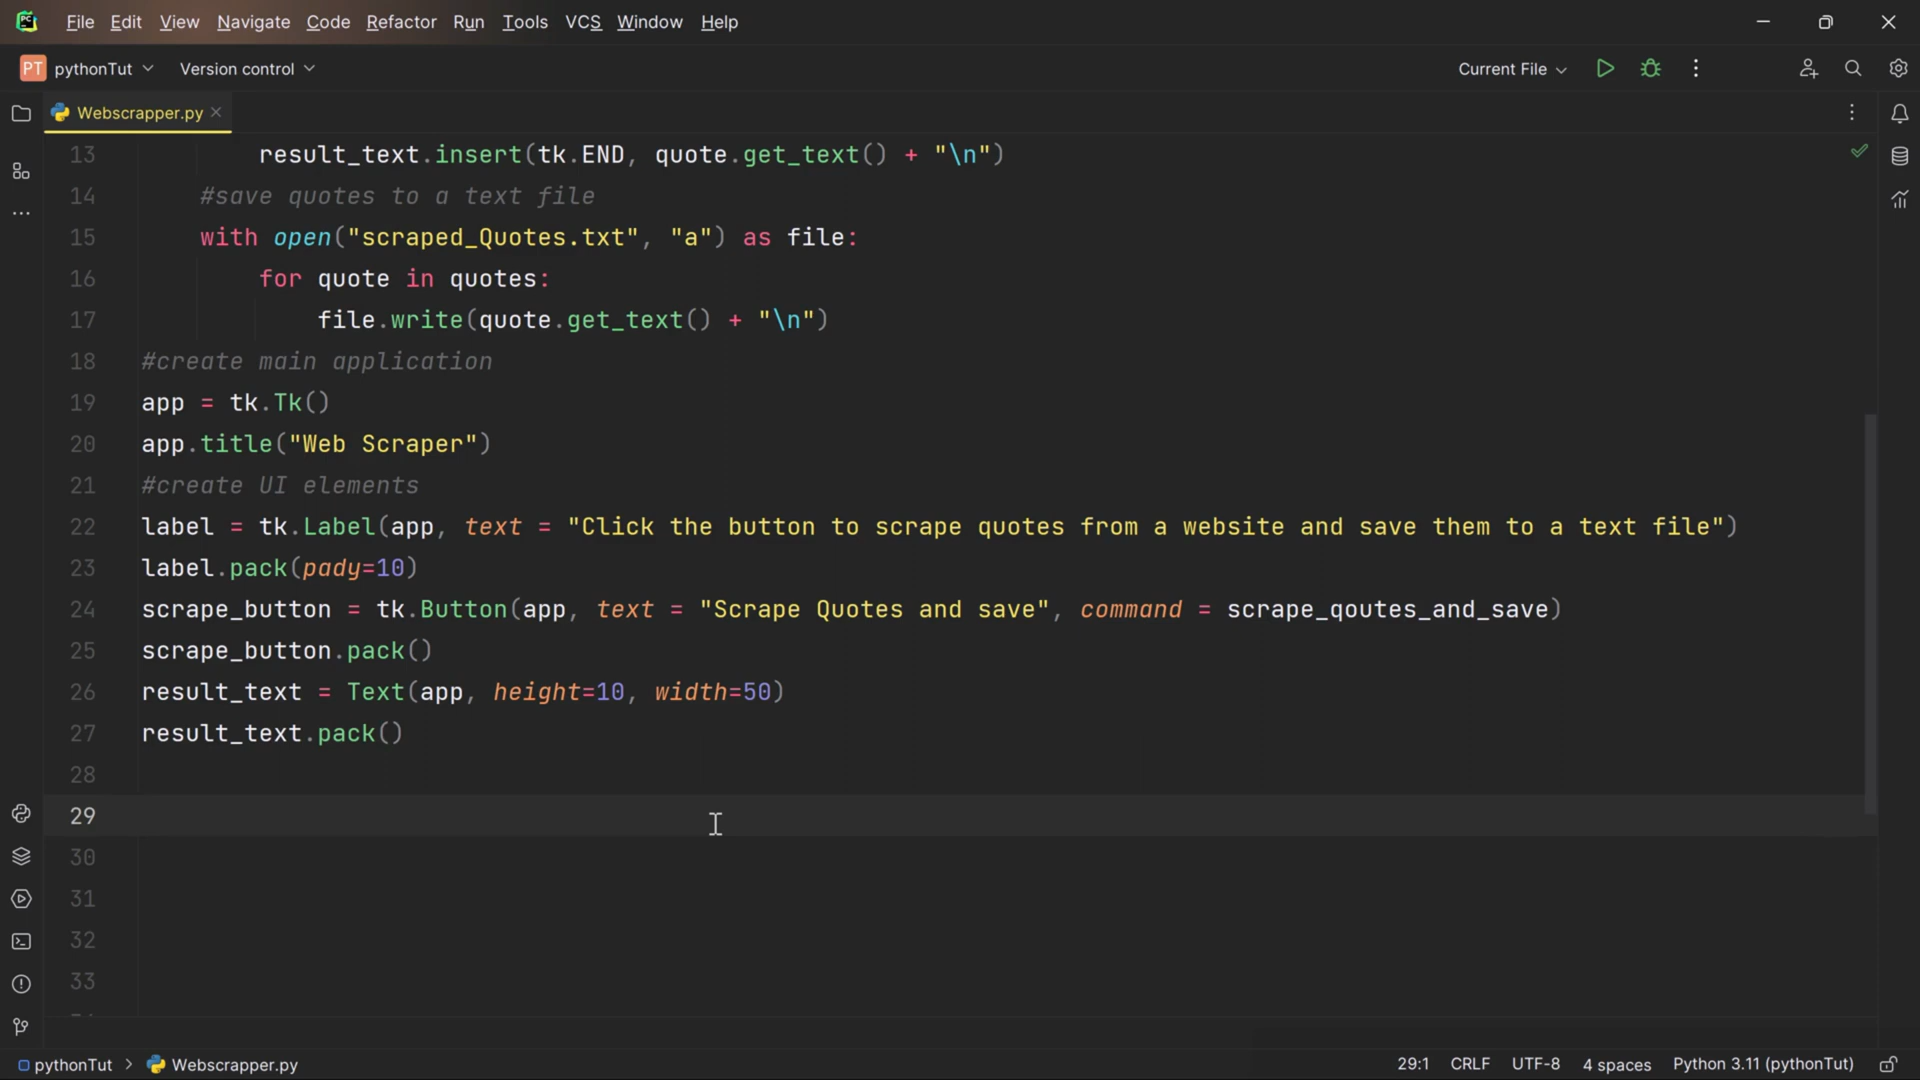 File Edit View Navigate Code Refactor Run Tools VCS Window Help
PT pythonTut Version control Current File
Webscrapper.py
13 result_text.insert(tk.END, quote.get_text() + "\n")
14 #save quotes to a text file
15 with open("scraped_Quotes.txt", "a") as file:
16 for quote in quotes:
17 file.write(quote.get_text() + "\n")
18 #create main application
19 app = tk.Tk()
20 app.title("Web Scraper")
21 #create UI elements
22 label = tk.Label(app, text = "Click the button to scrape quotes from a website and save them to a text file")
23 label.pack(pady=10)
24 scrape_button = tk.Button(app, text = "Scrape Quotes and save", command = scrape_qoutes_and_save)
25 scrape_button.pack()
26 result_text = Text(app, height=10, width=50)
27 result_text.pack()
28
29
30
31
32
33
pythonTut > Webscrapper.py 29:1 CRLF UTF-8 4 spaces Python 3.11 (pythonTut)